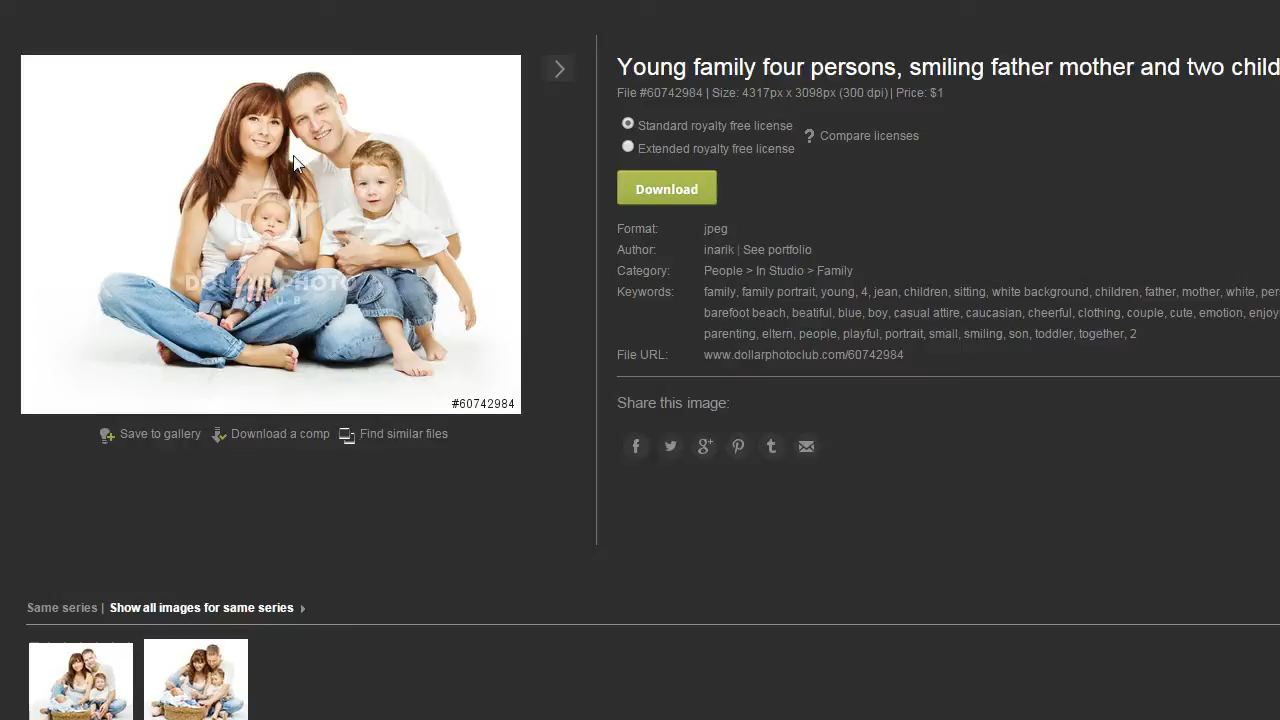 Young family four persons, smiling father mother and two child
File #60742984 | Size: 4317px x 3098px (300 dpi) | Price: $1
Standard royalty free license
Extended royalty free license
? Compare licenses
Download
Format: jpeg
Author: inarik | See portfolio
Category: People > In Studio > Family
Keywords: family, family portrait, young, 4, jean, children, sitting, white background, children, father, mother, white, per
barefoot beach, beatiful, blue, boy, casual attire, caucasian, cheerful, clothing, couple, cute, emotion, enjoy
parenting, eltern, people, playful, portrait, small, smiling, son, toddler, together, 2
File URL: www.dollarphotoclub.com/60742984
DOLLAR PHOTO
CLUB
#60742984
Save to gallery Download a comp Find similar files
Share this image:
Same series | Show all images for same series